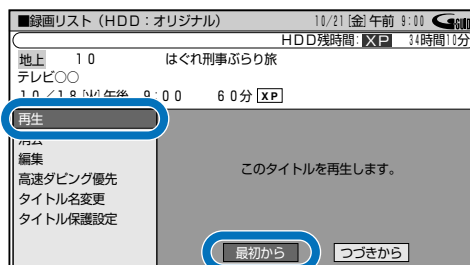 ■録画リスト（HDD：オリジナル） 10/21[金]午前 9:00 GGUIDE
HDD残時間：XP 34時間10分
地上 10 はぐれ刑事ぶらり旅
テレビ○○
10／18[火]午後 9:00 60分 XP
再生
消去
編集
高速ダビング優先
タイトル名変更
タイトル保護設定
このタイトルを再生します。
最初から つづきから